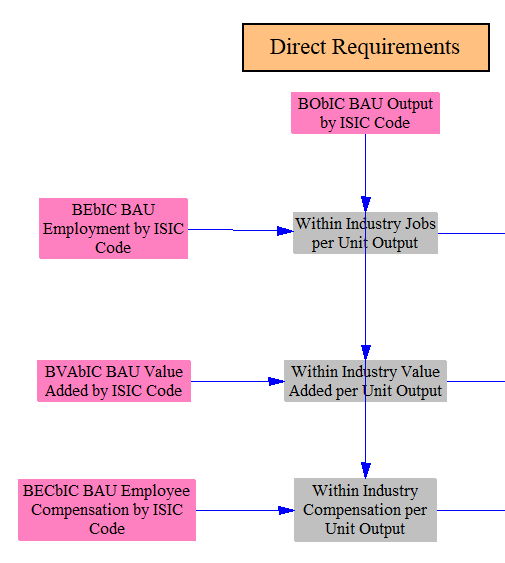 Direct Requirements
BObIC BAU Output
by ISIC Code
BEbIC BAU
Employment by ISIC
Code
Within Industry Jobs
per Unit Output
BVAbIC BAU Value
Added by ISIC Code
Within Industry Value
Added per Unit Output
BECbIC BAU Employee
Compensation by ISIC
Code
Within Industry
Compensation per
Unit Output